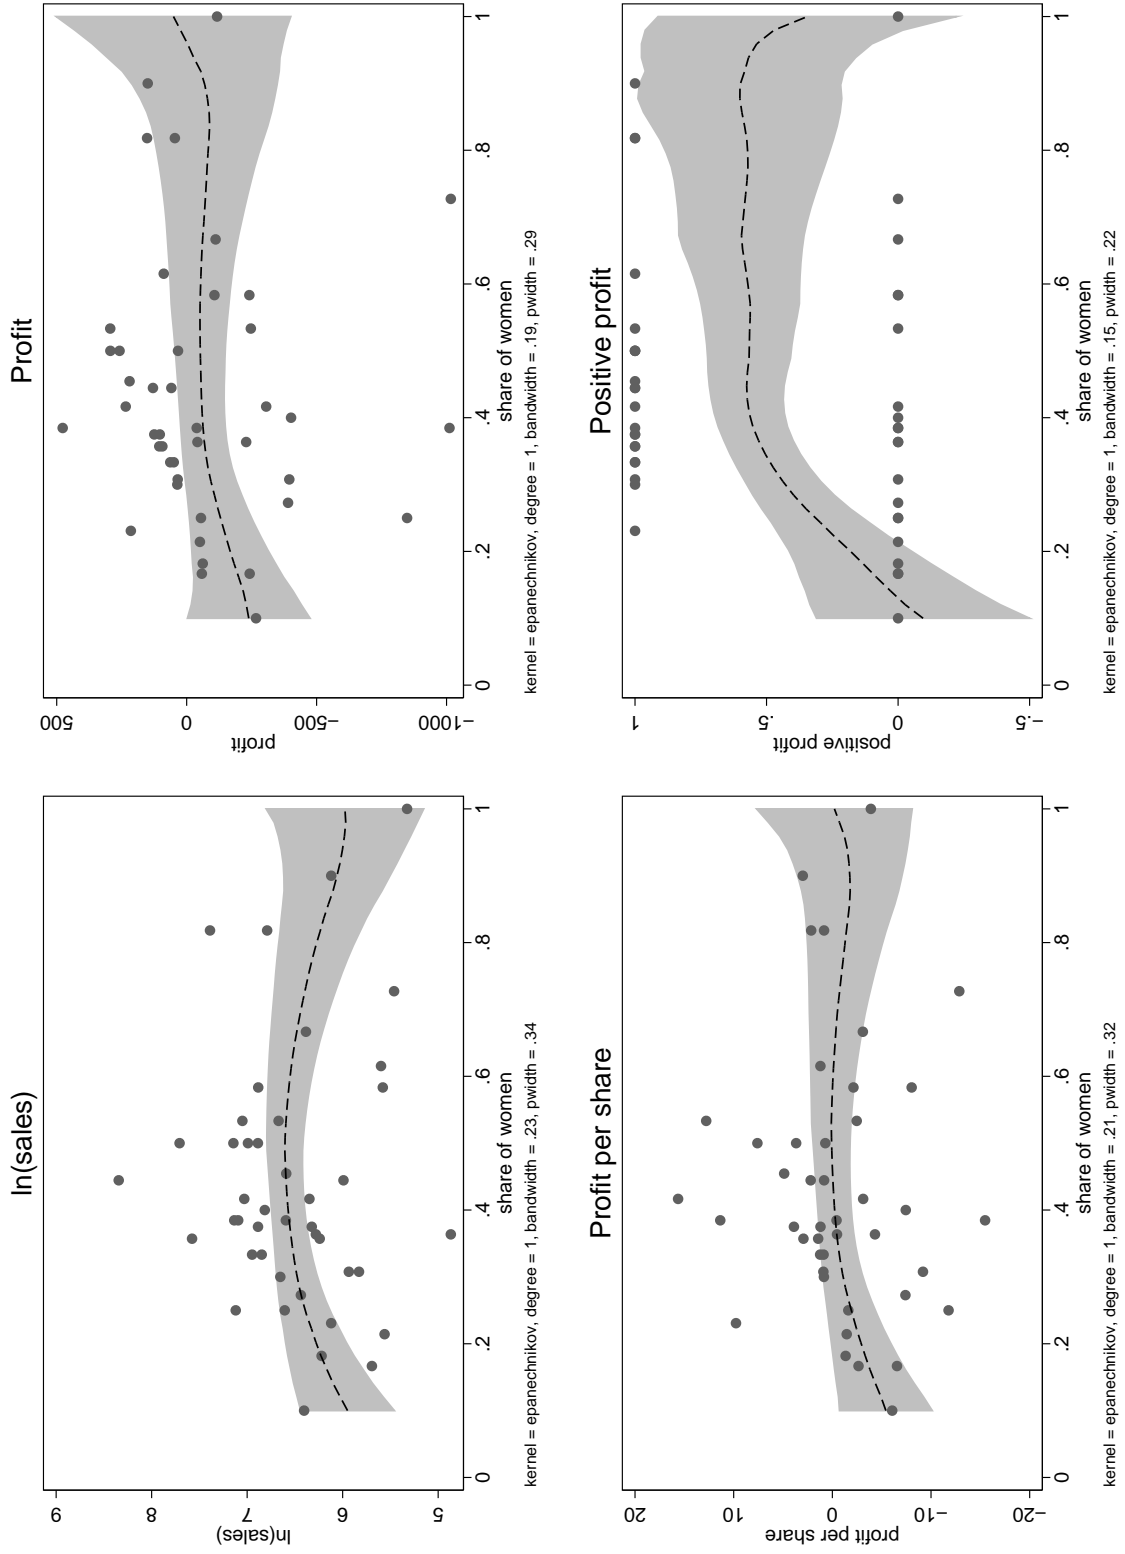 ln(sales)
9
8
7
6
5
ln(sales)
0
.2
.4
.6
.8
1
share of women
kernel = epanechnikov, degree = 1, bandwidth = .23, pwidth = .34
Profit
500
0
−500
−1000
profit
0
.2
.4
.6
.8
1
share of women
kernel = epanechnikov, degree = 1, bandwidth = .19, pwidth = .29
Profit per share
20
10
0
−10
−20
profit per share
0
.2
.4
.6
.8
1
share of women
kernel = epanechnikov, degree = 1, bandwidth = .21, pwidth = .32
Positive profit
1
.5
0
−.5
positive profit
0
.2
.4
.6
.8
1
share of women
kernel = epanechnikov, degree = 1, bandwidth = .15, pwidth = .22